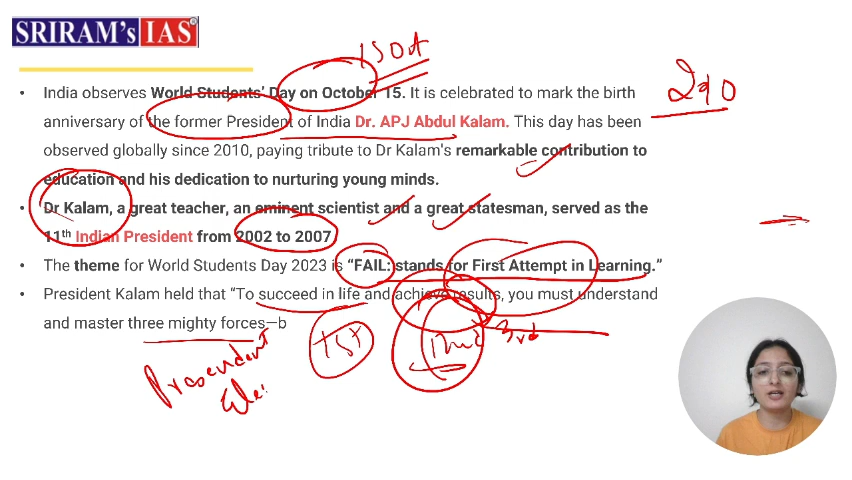 SRIRAM's IAS
15Oct
India observes World Students' Day on October 15. It is celebrated to mark the birth
anniversary of the former President of India Dr. APJ Abdul Kalam. This day has been
observed globally since 2010, paying tribute to Dr Kalam's remarkable contribution to
education and his dedication to nurturing young minds.
Dr Kalam, a great teacher, an eminent scientist and a great statesman, served as the
11th Indian President from 2002 to 2007
The theme for World Students Day 2023 is “FAIL: stands for First Attempt in Learning.”
President Kalam held that “To succeed in life and achieve results, you must understand
and master three mighty forces—b
1st
3rd